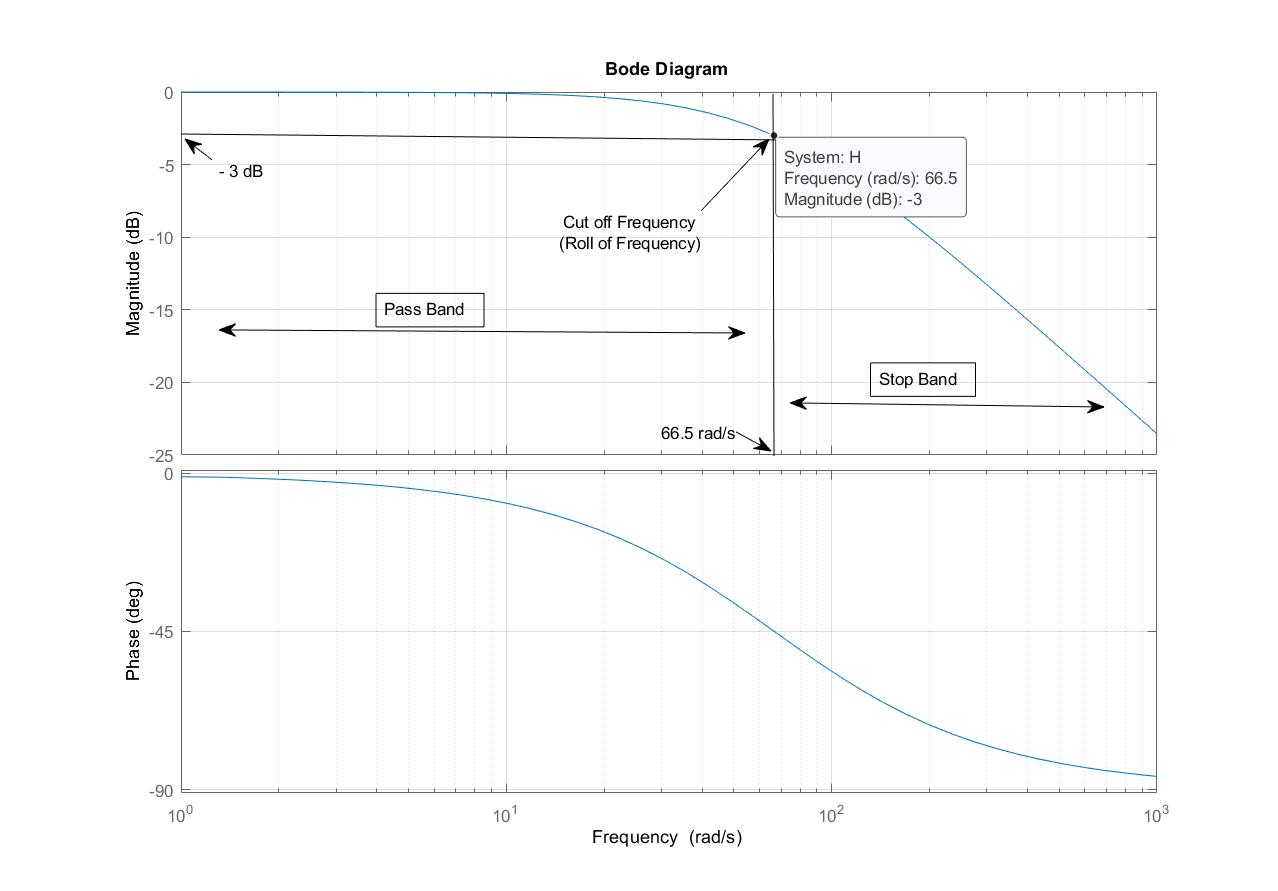 Bode Diagram
0
-5
-10
-15
-20
-25
Magnitude (dB)
- 3 dB
System: H
Frequency (rad/s): 66.5
Magnitude (dB): -3
Cut off Frequency
(Roll of Frequency)
Pass Band
Stop Band
66.5 rad/s
0
-45
-90
Phase (deg)
10^0
10^1
10^2
10^3
Frequency (rad/s)